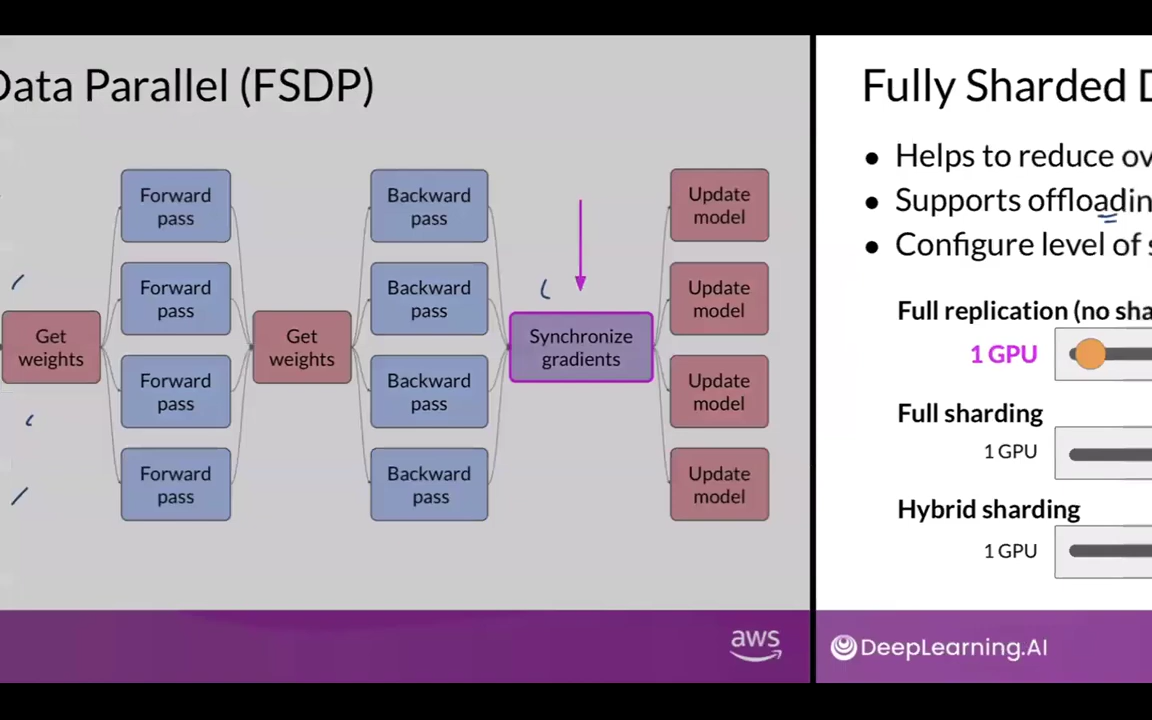 Data Parallel (FSDP)
Forward
pass
Backward
pass
Update
model
Forward
pass
Backward
pass
Update
model
Get
weights
Get
weights
Synchronize
gradients
Forward
pass
Backward
pass
Update
model
Forward
pass
Backward
pass
Update
model
aws
Fully Sharded D
• Helps to reduce ov
• Supports offloadin
• Configure level of s
Full replication (no sha
1 GPU
Full sharding
1 GPU
Hybrid sharding
1 GPU
DeepLearning.AI